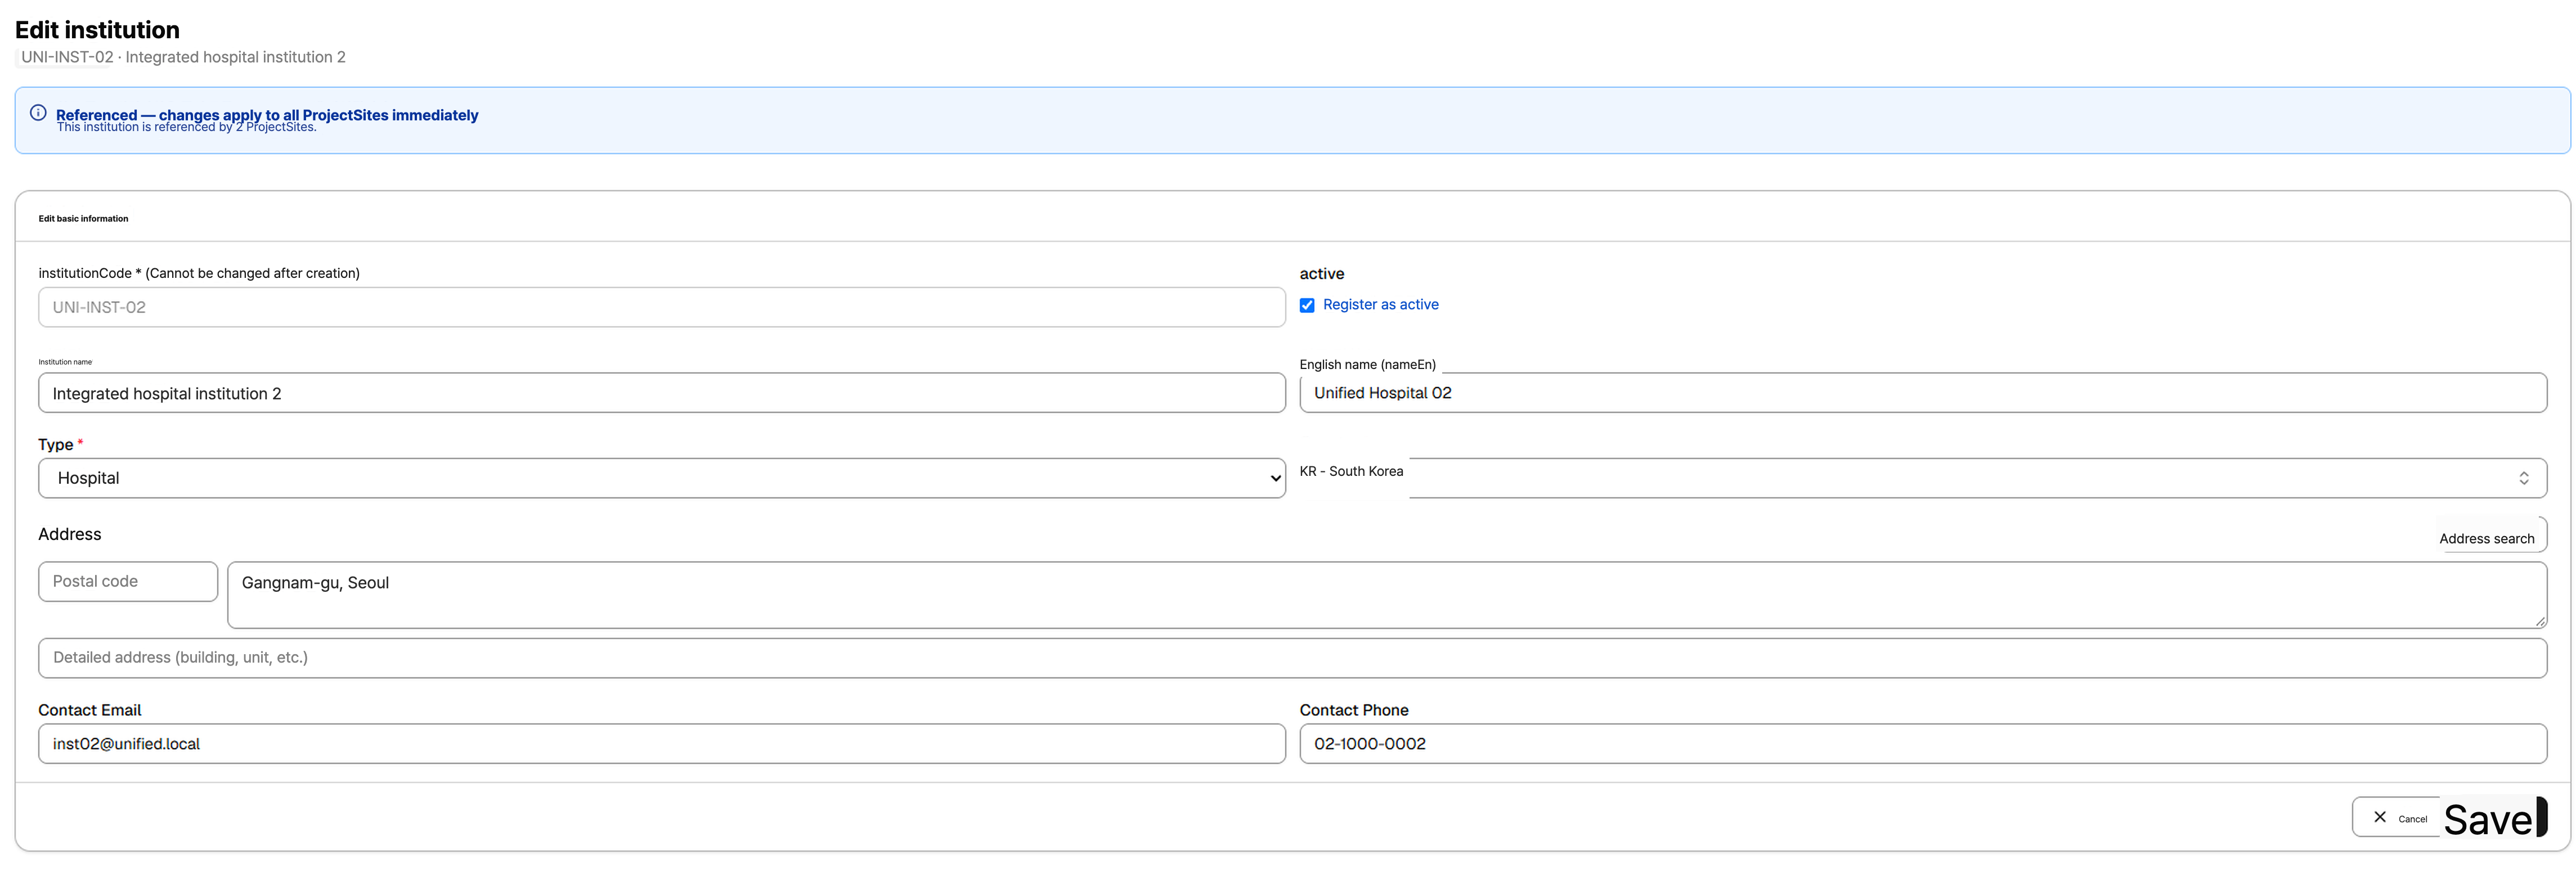 Edit institution
UNI-INST-02 · Integrated hospital institution 2
Referenced — changes apply to all ProjectSites immediately
This institution is referenced by 2 ProjectSites.
Edit basic information
institutionCode * (Cannot be changed after creation)
active
UNI-INST-02
Register as active
Institution name
English name (nameEn)
Integrated hospital institution 2
Unified Hospital 02
Type *
Hospital
KR - South Korea
Address
Address search
Postal code
Gangnam-gu, Seoul
Detailed address (building, unit, etc.)
Contact Email
Contact Phone
inst02@unified.local
02-1000-0002
Cancel
Save